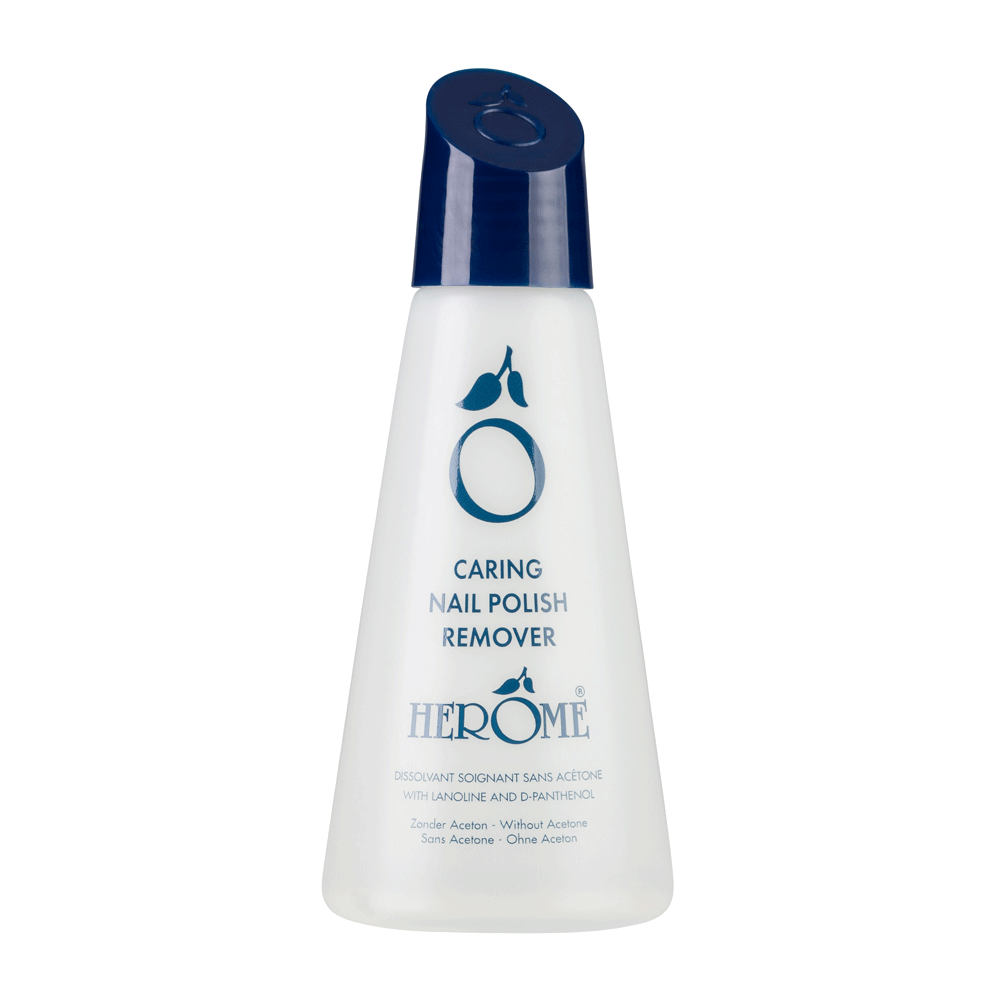 CARING
NAIL POLISH
REMOVER
HERÔME®
DISSOLVANT SOIGNANT SANS ACÉTONE
WITH LANOLINE AND D-PANTHENOL
Zonder Aceton - Without Acetone
Sans Acetone - Ohne Aceton